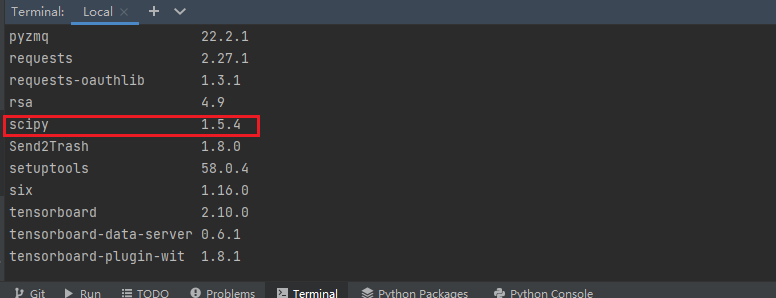 Terminal: Local × + ∨
pyzmq 22.2.1
requests 2.27.1
requests-oauthlib 1.3.1
rsa 4.9
scipy 1.5.4
Send2Trash 1.8.0
setuptools 58.0.4
six 1.16.0
tensorboard 2.10.0
tensorboard-data-server 0.6.1
tensorboard-plugin-wit 1.8.1
Git Run TODO Problems Terminal Python Packages Python Console